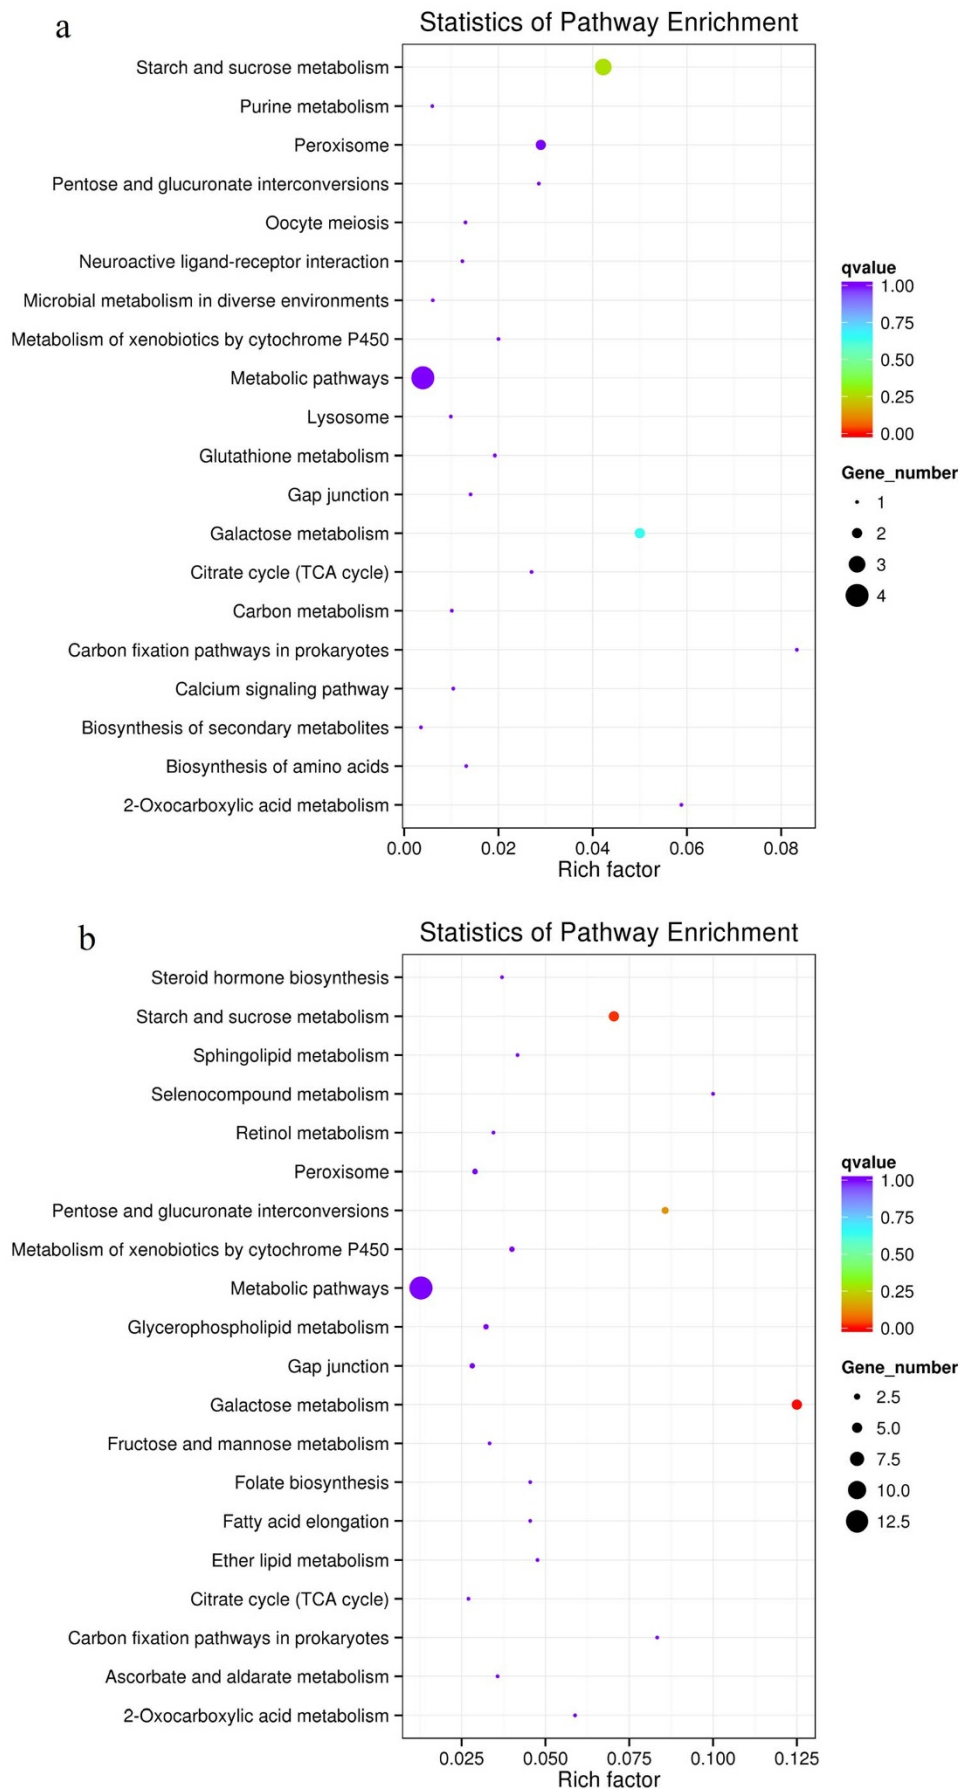 a
Statistics of Pathway Enrichment
Starch and sucrose metabolism
Purine metabolism
Peroxisome
Pentose and glucuronate interconversions
Oocyte meiosis
Neuroactive ligand-receptor interaction
Microbial metabolism in diverse environments
Metabolism of xenobiotics by cytochrome P450
Metabolic pathways
Lysosome
Glutathione metabolism
Gap junction
Galactose metabolism
Citrate cycle (TCA cycle)
Carbon metabolism
Carbon fixation pathways in prokaryotes
Calcium signaling pathway
Biosynthesis of secondary metabolites
Biosynthesis of amino acids
2-Oxocarboxylic acid metabolism
0.00 0.02 0.04 0.06 0.08
Rich factor
qvalue
1.00
0.75
0.50
0.25
0.00
Gene_number
1
2
3
4
b
Statistics of Pathway Enrichment
Steroid hormone biosynthesis
Starch and sucrose metabolism
Sphingolipid metabolism
Selenocompound metabolism
Retinol metabolism
Peroxisome
Pentose and glucuronate interconversions
Metabolism of xenobiotics by cytochrome P450
Metabolic pathways
Glycerophospholipid metabolism
Gap junction
Galactose metabolism
Fructose and mannose metabolism
Folate biosynthesis
Fatty acid elongation
Ether lipid metabolism
Citrate cycle (TCA cycle)
Carbon fixation pathways in prokaryotes
Ascorbate and aldarate metabolism
2-Oxocarboxylic acid metabolism
0.025 0.050 0.075 0.100 0.125
Rich factor
qvalue
1.00
0.75
0.50
0.25
0.00
Gene_number
2.5
5.0
7.5
10.0
12.5